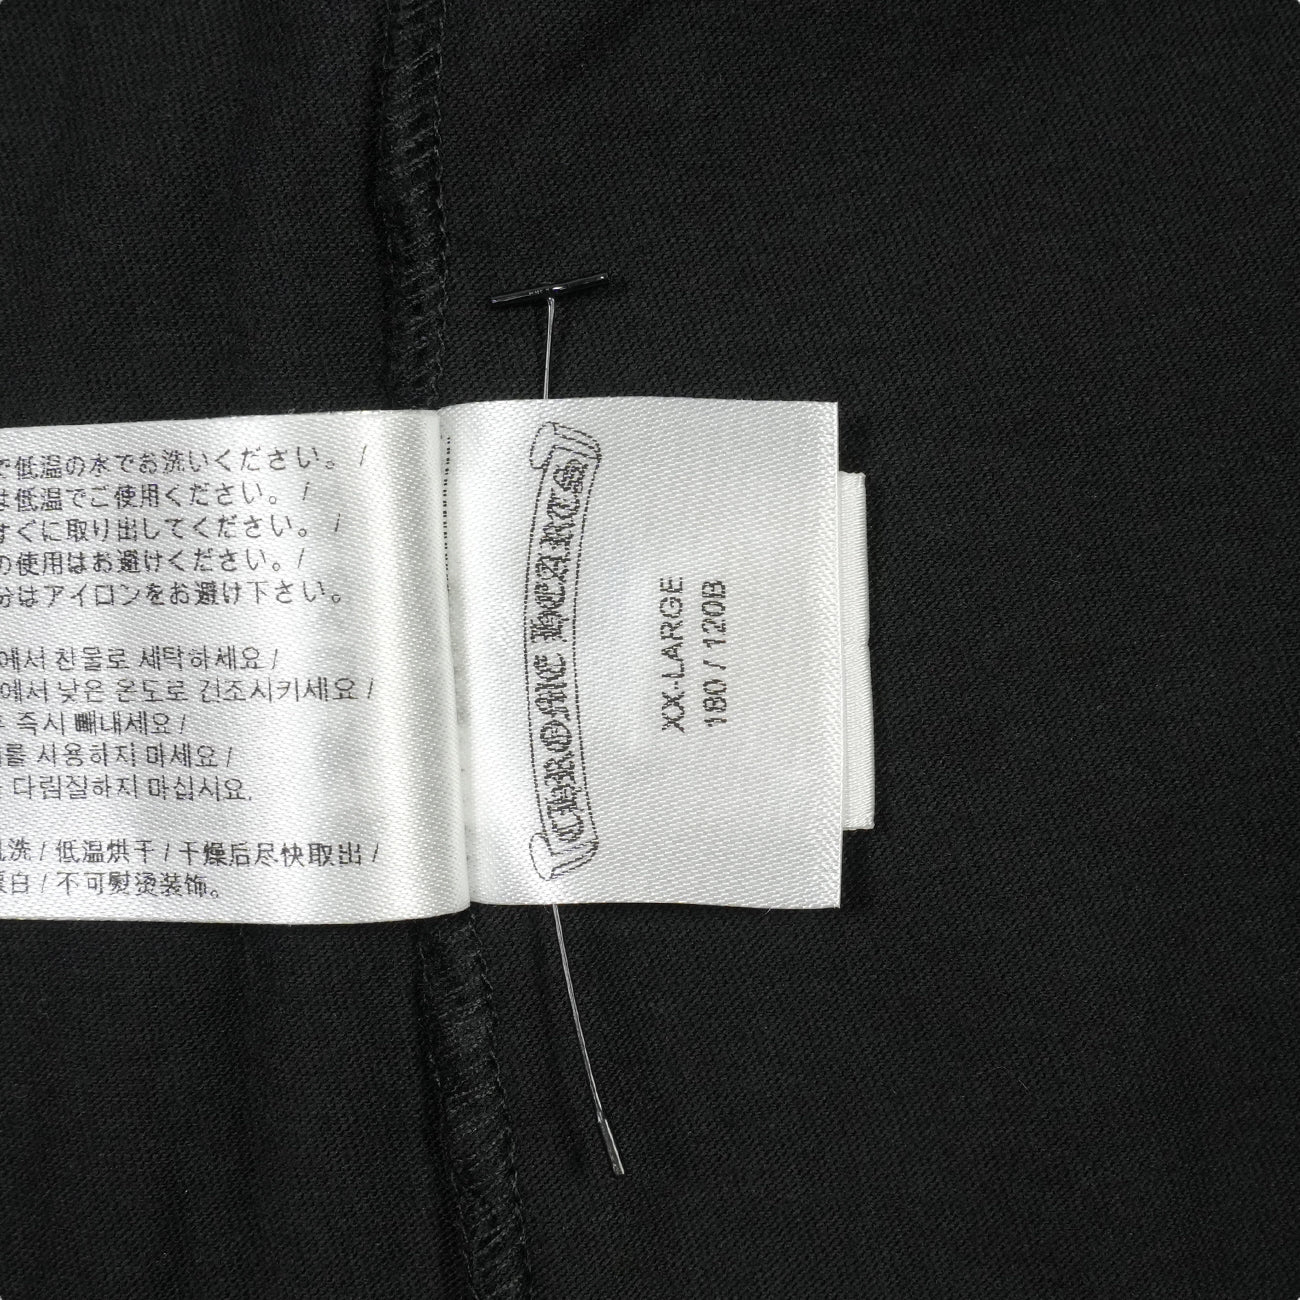 で低温の水でお洗いください。/
は低温でご使用ください。/
すぐに取り出してください。/
の使用はお避けください。/
分はアイロンをお避け下さい。
에서 찬물로 세탁하세요 /
에서 낮은 온도로 건조시키세요 /
즉시 빼내세요 /
를 사용하지 마세요 /
다림질하지 마십시오.
洗 / 低温烘干 / 干燥后尽快取出 /
白 / 不可熨烫装饰。
CHROME HEARTS
XX-LARGE
180 / 120B